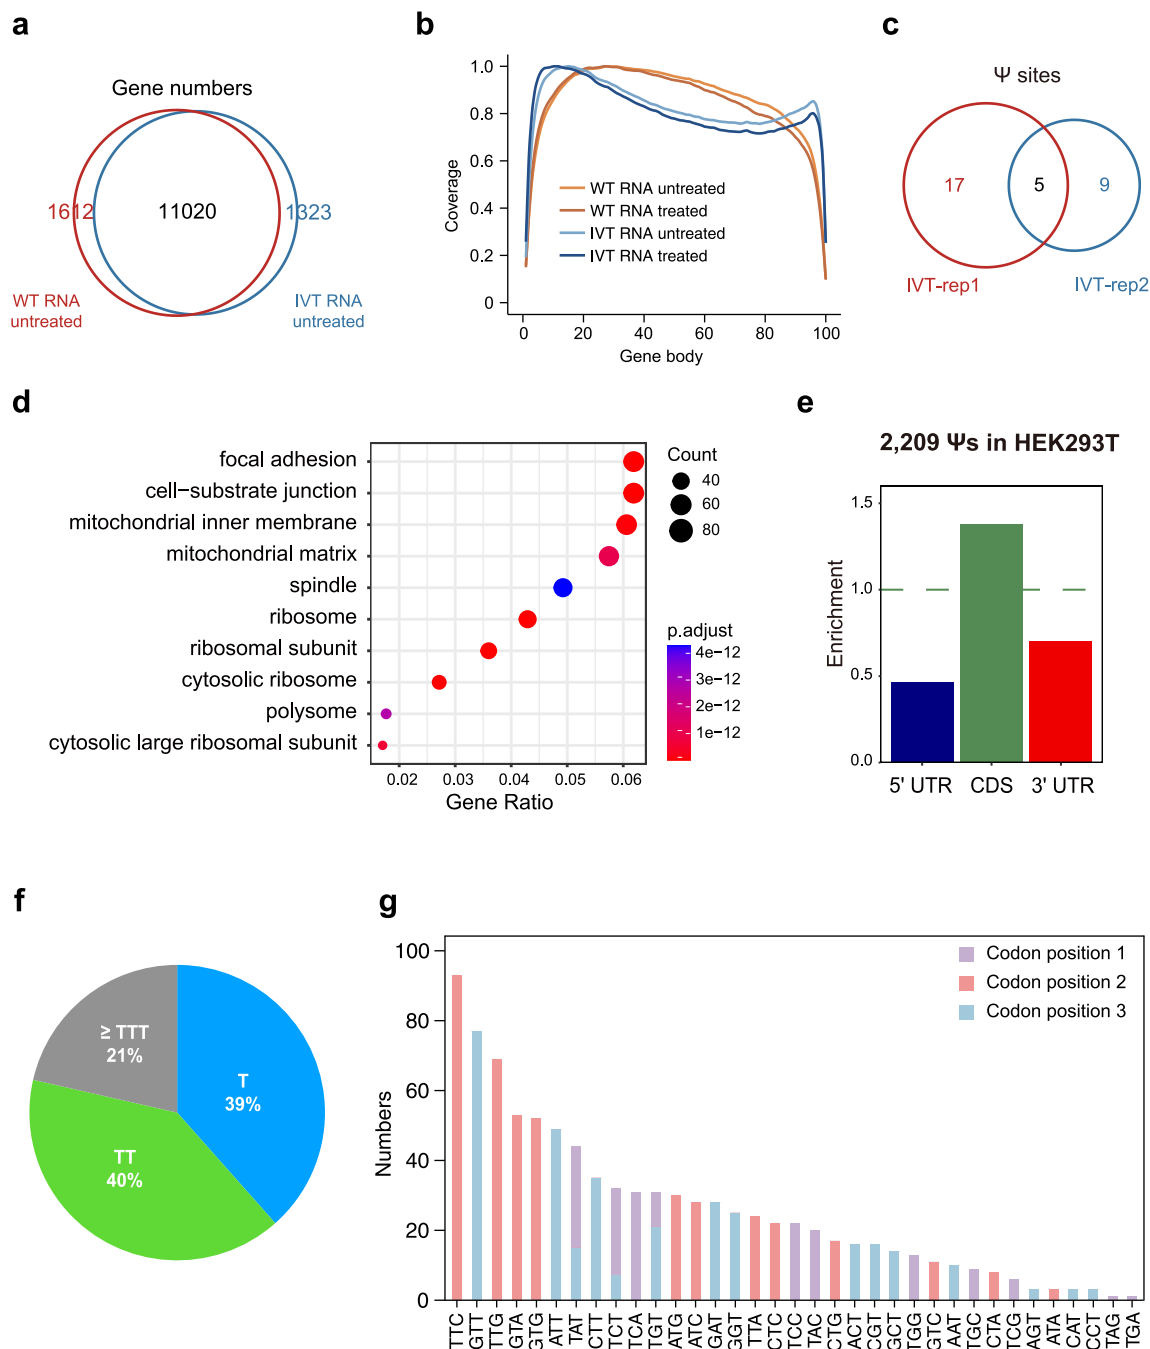 a
Gene numbers
1612
11020
1323
WT RNA
untreated
IVT RNA
untreated
b
1.0
0.8
0.6
0.4
0.2
0
Coverage
WT RNA untreated
WT RNA treated
IVT RNA untreated
IVT RNA treated
0 20 40 60 80 100
Gene body
c
Ψ sites
17
5
9
IVT-rep1
IVT-rep2
d
focal adhesion
cell−substrate junction
mitochondrial inner membrane
mitochondrial matrix
spindle
ribosome
ribosomal subunit
cytosolic ribosome
polysome
cytosolic large ribosomal subunit
0.02 0.03 0.04 0.05 0.06
Gene Ratio
Count
40
60
80
p.adjust
4e−12
3e−12
2e−12
1e−12
e
2,209 Ψs in HEK293T
1.5
1.0
0.5
0.0
Enrichment
5' UTR CDS 3' UTR
f
≥ TTT
21%
T
39%
TT
40%
g
100
80
60
40
20
0
Numbers
Codon position 1
Codon position 2
Codon position 3
TTC
GTT
TTG
GTA
GTG
ATT
TAT
CTT
TCT
TCA
TGT
ATG
ATC
GAT
GGT
TTA
CTC
TCC
TAC
CTG
ACT
CGT
GCT
TGG
GTC
AAT
TGC
CTA
TCG
AGT
ATA
CAT
CCT
TAG
TGA